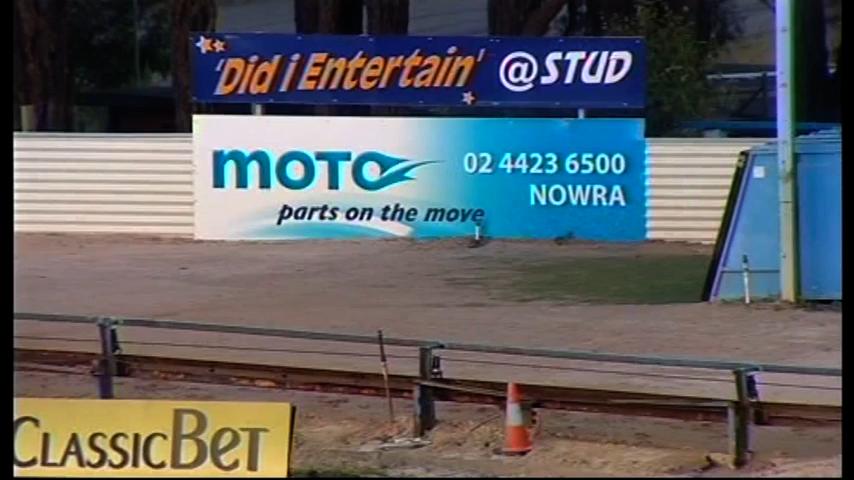 'Did i Entertain' @STUD
MOTO
02 4423 6500
NOWRA
parts on the move
CLASSICBET